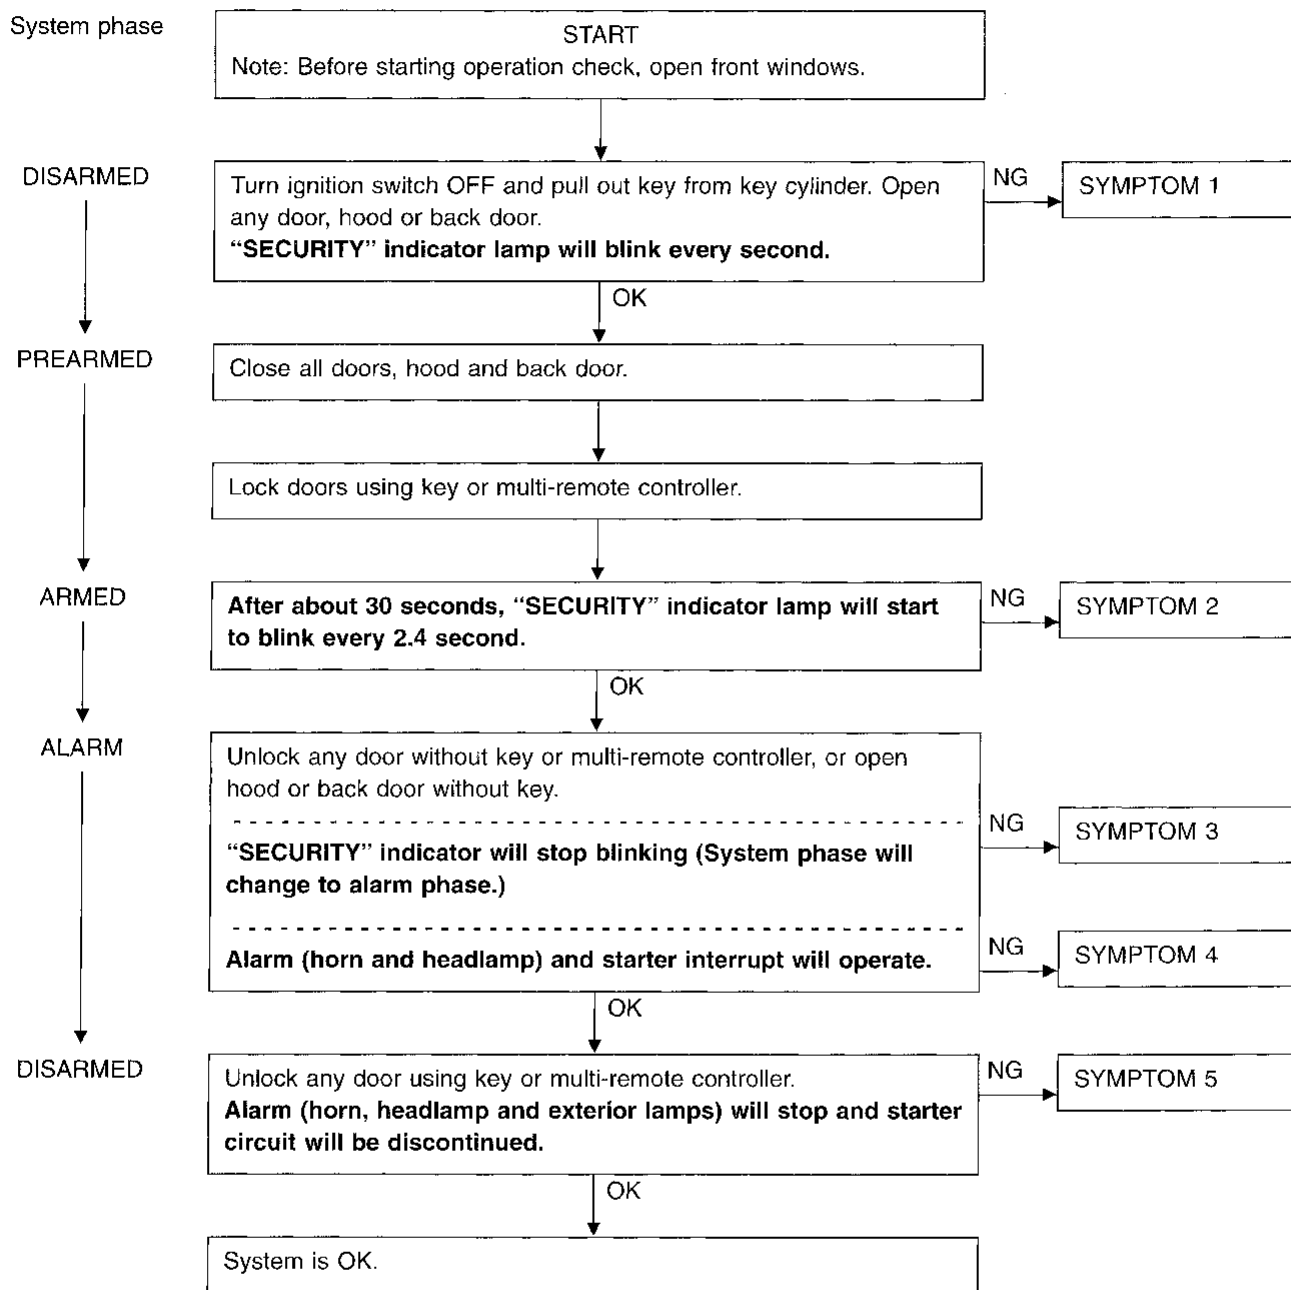 System phase
START
Note: Before starting operation check, open front windows.
DISARMED
Turn ignition switch OFF and pull out key from key cylinder. Open
any door, hood or back door.
“SECURITY” indicator lamp will blink every second.
NG
SYMPTOM 1
OK
PREARMED
Close all doors, hood and back door.
Lock doors using key or multi-remote controller.
ARMED
After about 30 seconds, “SECURITY” indicator lamp will start
to blink every 2.4 second.
NG
SYMPTOM 2
OK
ALARM
Unlock any door without key or multi-remote controller, or open
hood or back door without key.
“SECURITY” indicator will stop blinking (System phase will
change to alarm phase.)
NG
SYMPTOM 3
Alarm (horn and headlamp) and starter interrupt will operate.
NG
SYMPTOM 4
OK
DISARMED
Unlock any door using key or multi-remote controller.
Alarm (horn, headlamp and exterior lamps) will stop and starter
circuit will be discontinued.
NG
SYMPTOM 5
OK
System is OK.